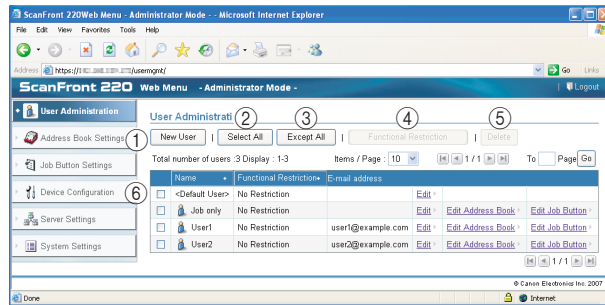 ScanFront 220Web Menu - Administrator Mode - - Microsoft Internet Explorer
File Edit View Favorites Tools Help
Address https:// /usermgmt/ Go Links
ScanFront 220 Web Menu - Administrator Mode - Logout
User Administration
Address Book Settings
Job Button Settings
Device Configuration
Server Settings
System Settings
User Administrati
① ② ③ ④ ⑤ ⑥
New User | Select All Except All | Functional Restriction | Delete
Total number of users :3 Display : 1-3 Items / Page : 10 1 / 1 To Page Go
Name Functional Restriction E-mail address
<Default User> No Restriction Edit
Job only No Restriction Edit Edit Address Book Edit Job Button
User1 No Restriction user1@example.com Edit Edit Address Book Edit Job Button
User2 No Restriction user2@example.com Edit Edit Address Book Edit Job Button
1 / 1
© Canon Electronics Inc. 2007
Done Internet